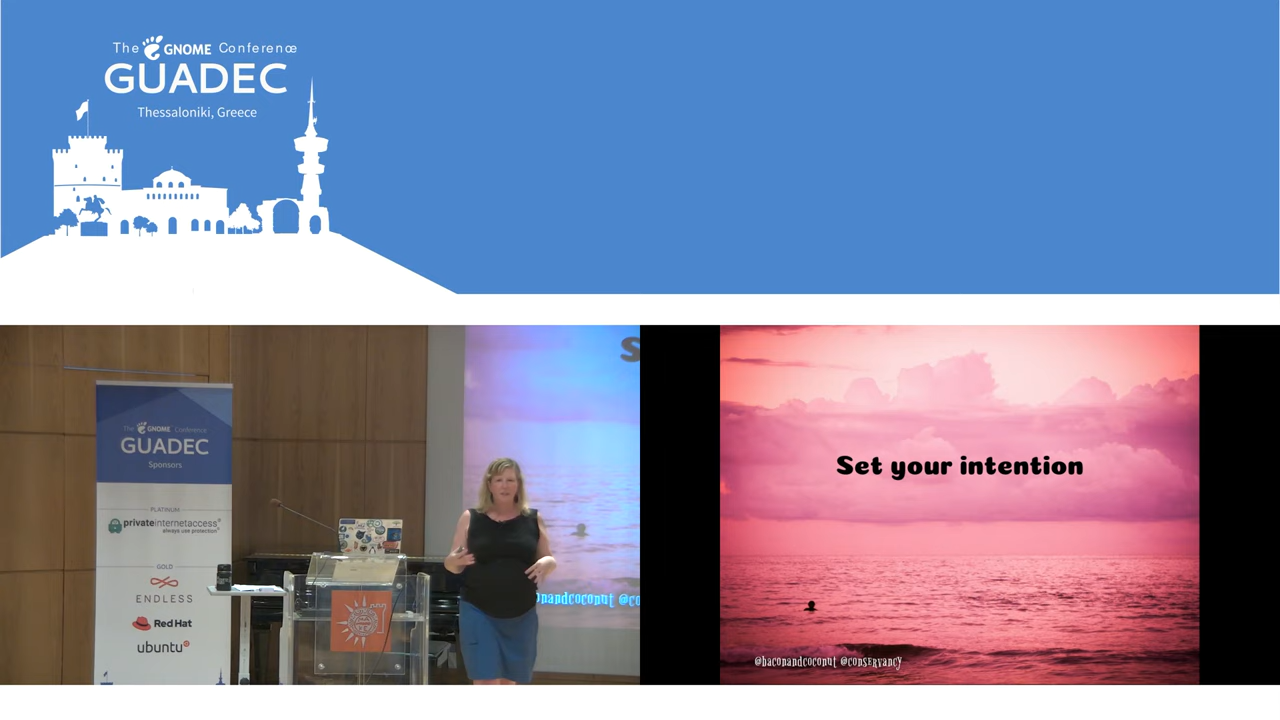 The GNOME Conference
GUADEC
Thessaloniki, Greece
The GNOME Conference
GUADEC
Sponsors
PLATINUM
privateinternetaccess
always use protection
GOLD
ENDLESS
Red Hat
ubuntu
S
onandcoconut @co
Set your intention
@baconandcoconut @conservancy